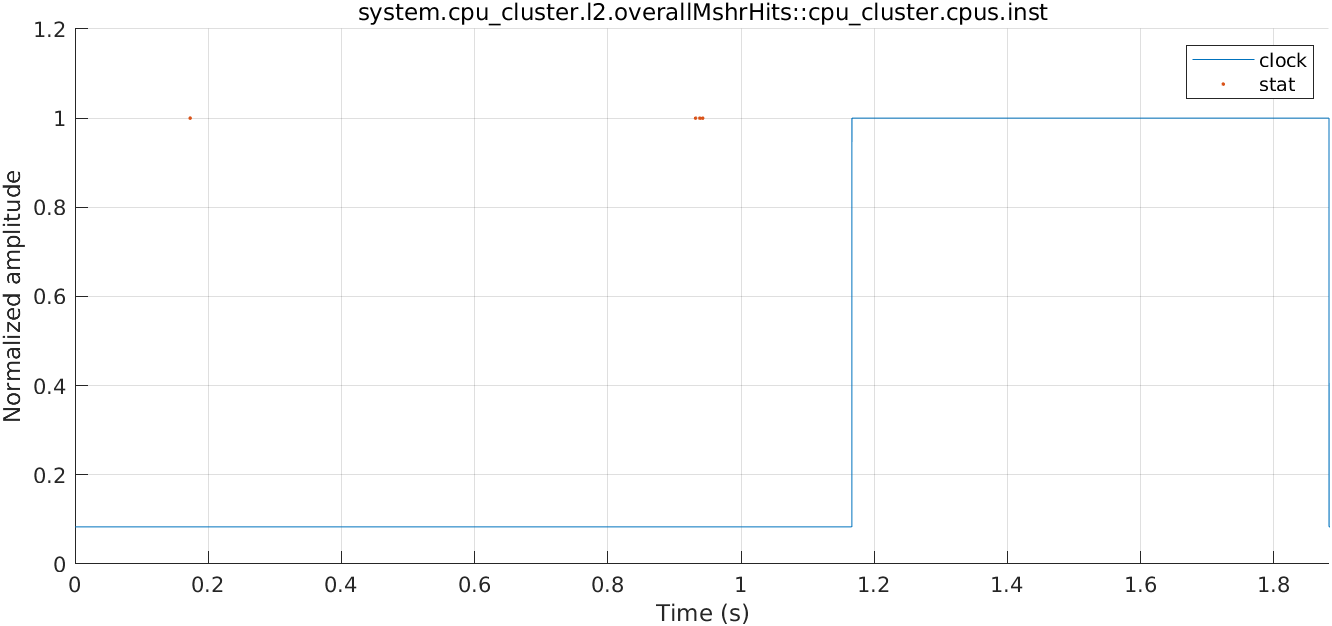 system.cpu_cluster.l2.overallMshrHits::cpu_cluster.cpus.inst
1.2
1
0.8
0.6
0.4
0.2
0
Normalized amplitude
clock
stat
0 0.2 0.4 0.6 0.8 1 1.2 1.4 1.6 1.8
Time (s)